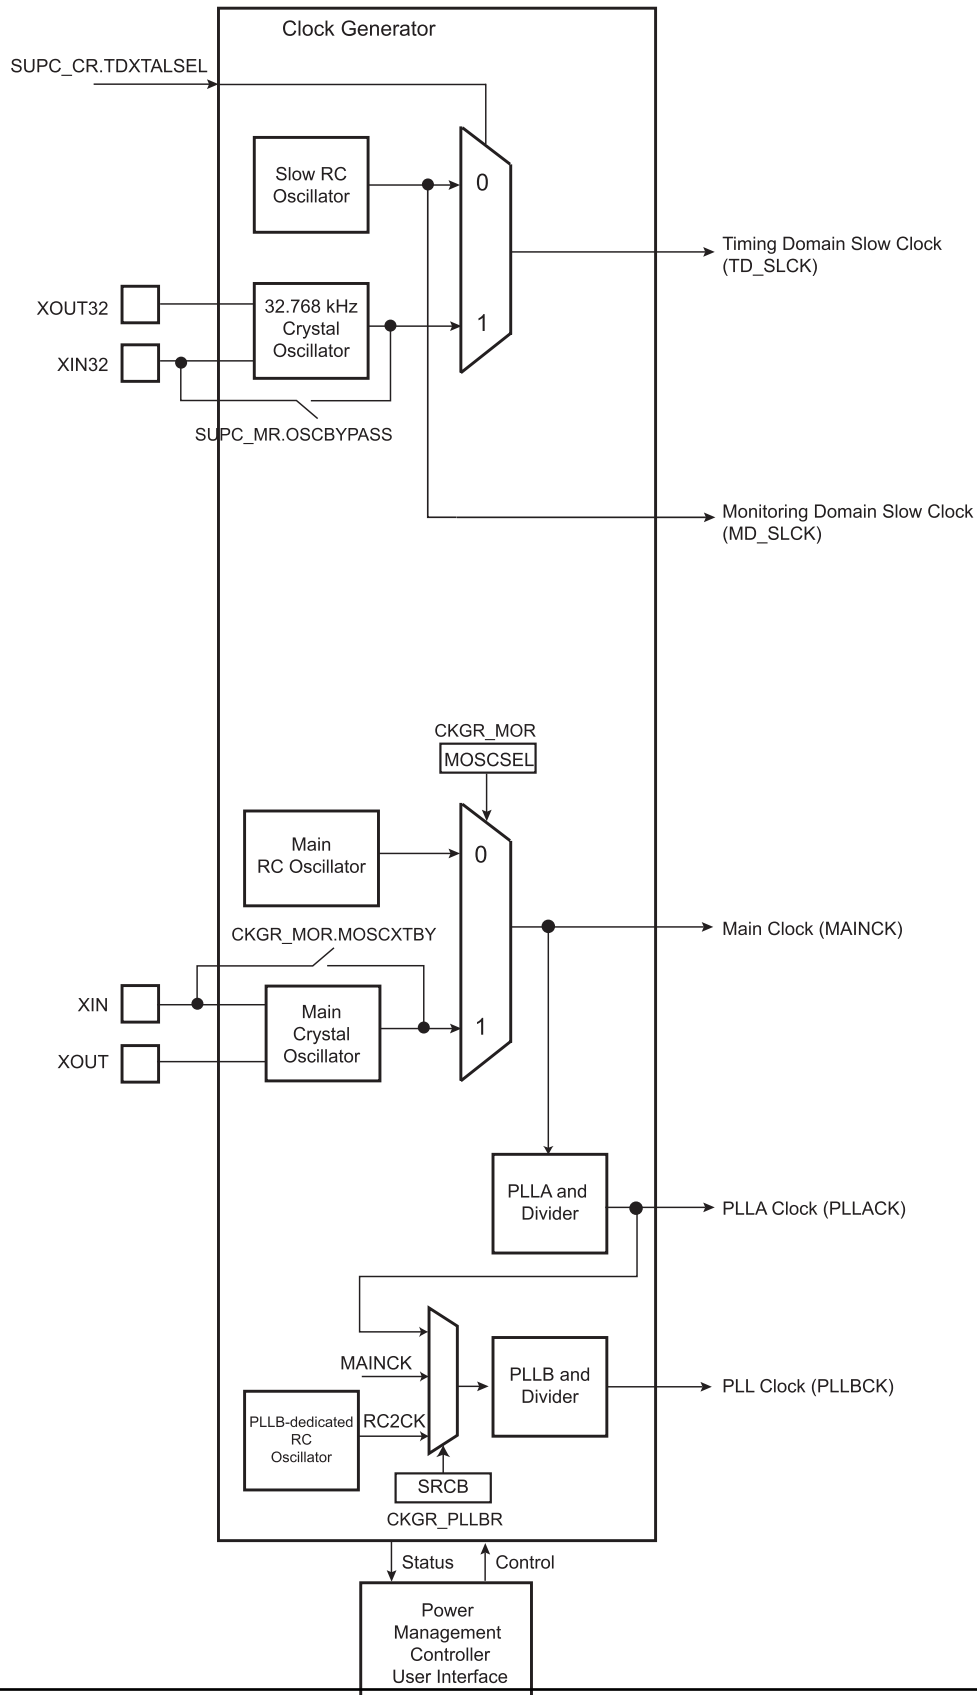 Clock Generator
SUPC_CR.TDXTALSEL
Slow RC
Oscillator
0
Timing Domain Slow Clock
(TD_SLCK)
XOUT32
32.768 kHz
Crystal
Oscillator
1
XIN32
SUPC_MR.OSCBYPASS
Monitoring Domain Slow Clock
(MD_SLCK)
CKGR_MOR
MOSCSEL
Main
RC Oscillator
0
CKGR_MOR.MOSCXTBY
Main Clock (MAINCK)
XIN
Main
Crystal
Oscillator
1
XOUT
PLLA and
Divider
PLLA Clock (PLLACK)
MAINCK
PLLB and
Divider
PLL Clock (PLLBCK)
PLLB-dedicated
RC
Oscillator
RC2CK
SRCB
CKGR_PLLBR
Status
Control
Power
Management
Controller
User Interface